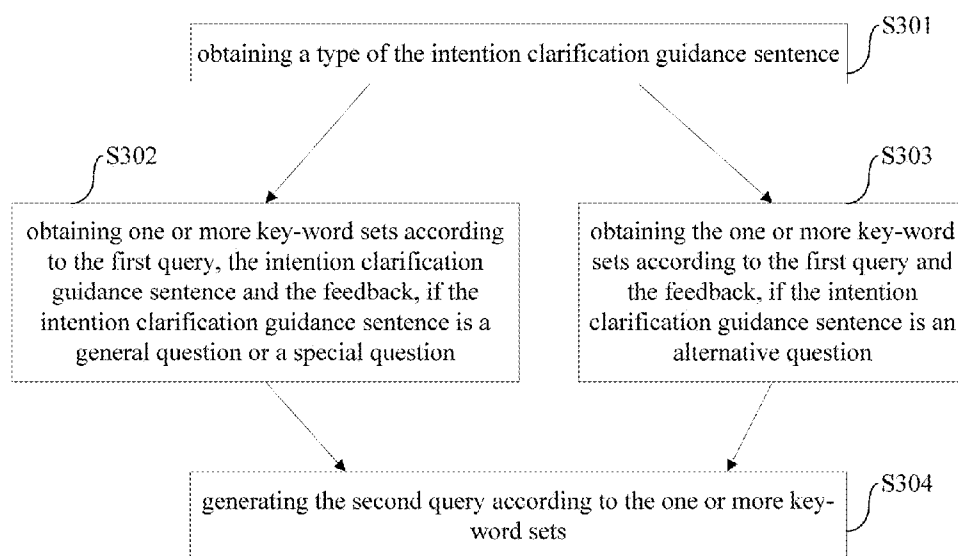 S301
obtaining a type of the intention clarification guidance sentence
S302
obtaining one or more key-word sets according
to the first query, the intention clarification
guidance sentence and the feedback, if the
intention clarification guidance sentence is a
general question or a special question
S303
obtaining the one or more key-word
sets according to the first query and
the feedback, if the intention
clarification guidance sentence is an
alternative question
S304
generating the second query according to the one or more key-
word sets